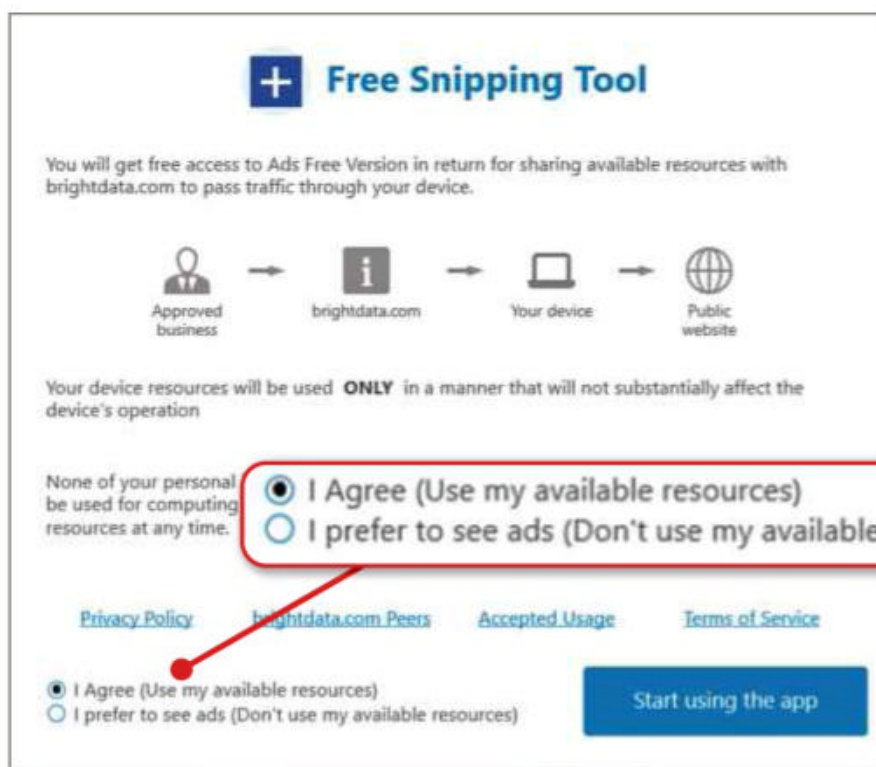 Free Snipping Tool
You will get free access to Ads Free Version in return for sharing available resources with
brightdata.com to pass traffic through your device.
Approved
business
brightdata.com
Your device
Public
website
Your device resources will be used ONLY in a manner that will not substantially affect the
device's operation
None of your personal
be used for computing
resources at any time.
I Agree (Use my available resources)
I prefer to see ads (Don't use my available
Privacy Policy brightdata.com Peers Accepted Usage Terms of Service
I Agree (Use my available resources)
I prefer to see ads (Don't use my available resources)
Start using the app